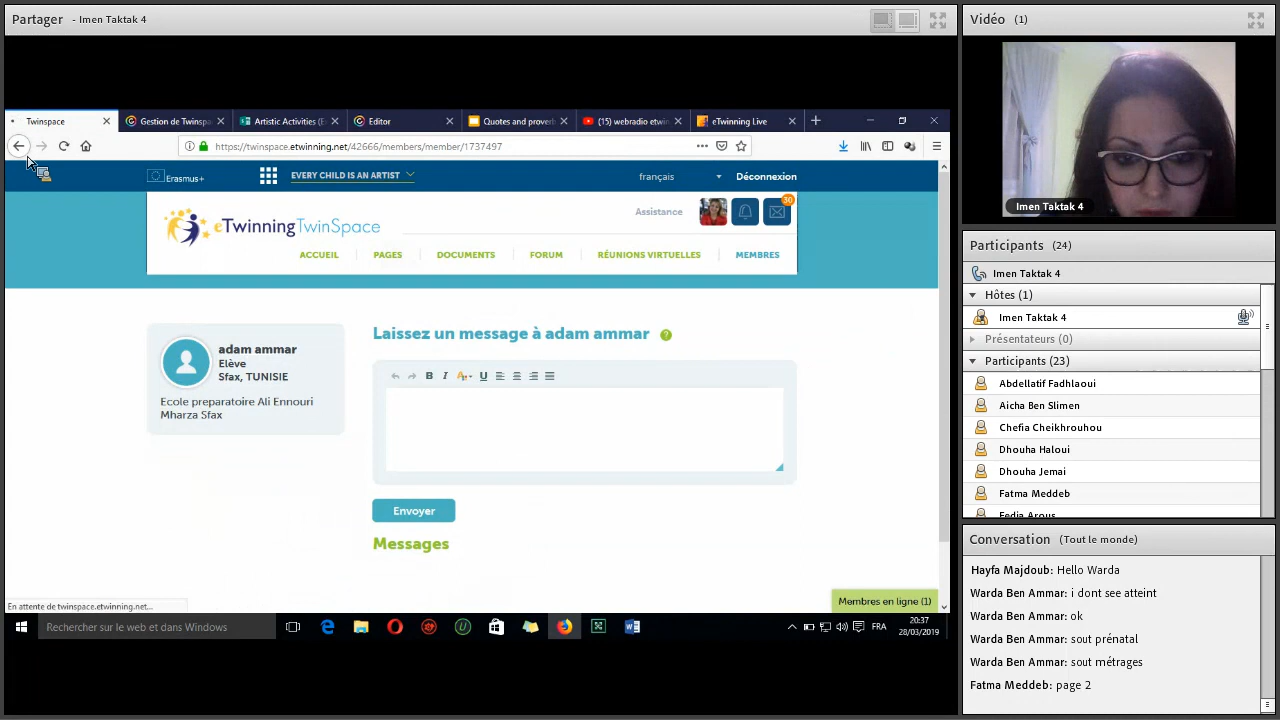 Partager - Imen Taktak 4
Twinspace
Gestion de Twinspa
Artistic Activities (E
Editor
Quotes and prover
(15) webradio etwin
eTwinning Live
https://twinspace.etwinning.net/42666/members/member/1737497
Erasmus+
EVERY CHILD IS AN ARTIST
français
Déconnexion
eTwinningTwinSpace
Assistance
30
ACCUEIL
PAGES
DOCUMENTS
FORUM
RÉUNIONS VIRTUELLES
MEMBRES
adam ammar
Elève
Sfax, TUNISIE
Ecole preparatoire Ali Ennouri
Mharza Sfax
Laissez un message à adam ammar ?
B I A U
Envoyer
Messages
En attente de twinspace.etwinning.net...
Membres en ligne (1)
Rechercher sur le web et dans Windows
FRA
20:37
28/03/2019
Vidéo (1)
Imen Taktak 4
Participants (24)
Imen Taktak 4
Hôtes (1)
Imen Taktak 4
Présentateurs (0)
Participants (23)
Abdellatif Fadhlaoui
Aicha Ben Slimen
Chefia Cheikhrouhou
Dhouha Haloui
Dhouha Jemai
Fatma Meddeb
Fedia Arous
Conversation (Tout le monde)
Hayfa Majdoub: Hello Warda
Warda Ben Ammar: i dont see atteint
Warda Ben Ammar: ok
Warda Ben Ammar: sout prénatal
Warda Ben Ammar: sout métrages
Fatma Meddeb: page 2